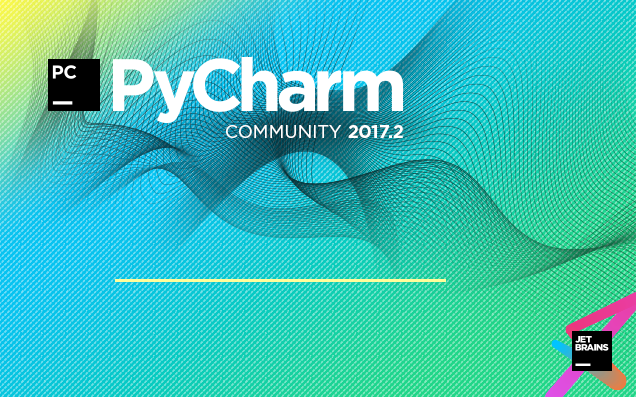 PC
PyCharm
COMMUNITY 2017.2
JET
BRAINS